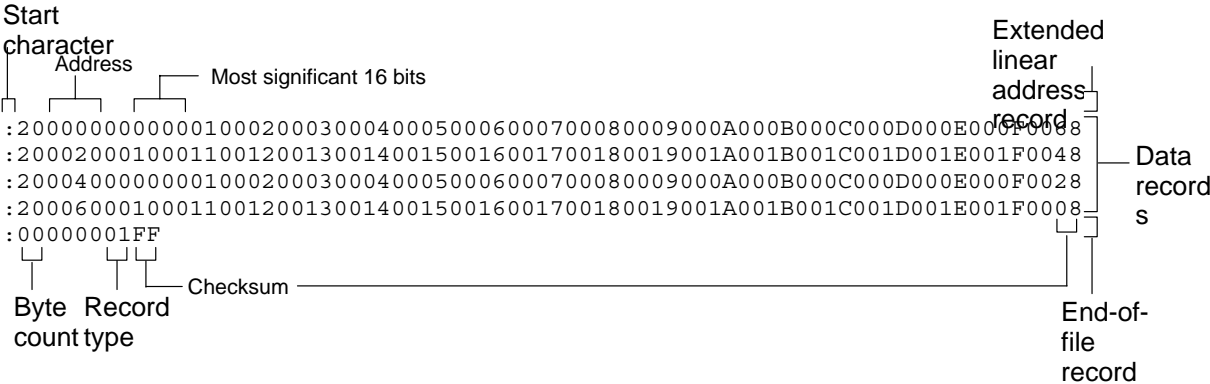 Start
character
Address
Most significant 16 bits
Extended
linear
address
record
:2000000000000100020003000400050006000700080009000A000B000C000D000E000F0068
:2000200010001100120013001400150016001700180019001A001B001C001D001E001F0048
:2000400000000100020003000400050006000700080009000A000B000C000D000E000F0028
:2000600010001100120013001400150016001700180019001A001B001C001D001E001F0008
:00000001FF
Data
record
s
Checksum
Byte
count
Record
type
End-of-
file
record